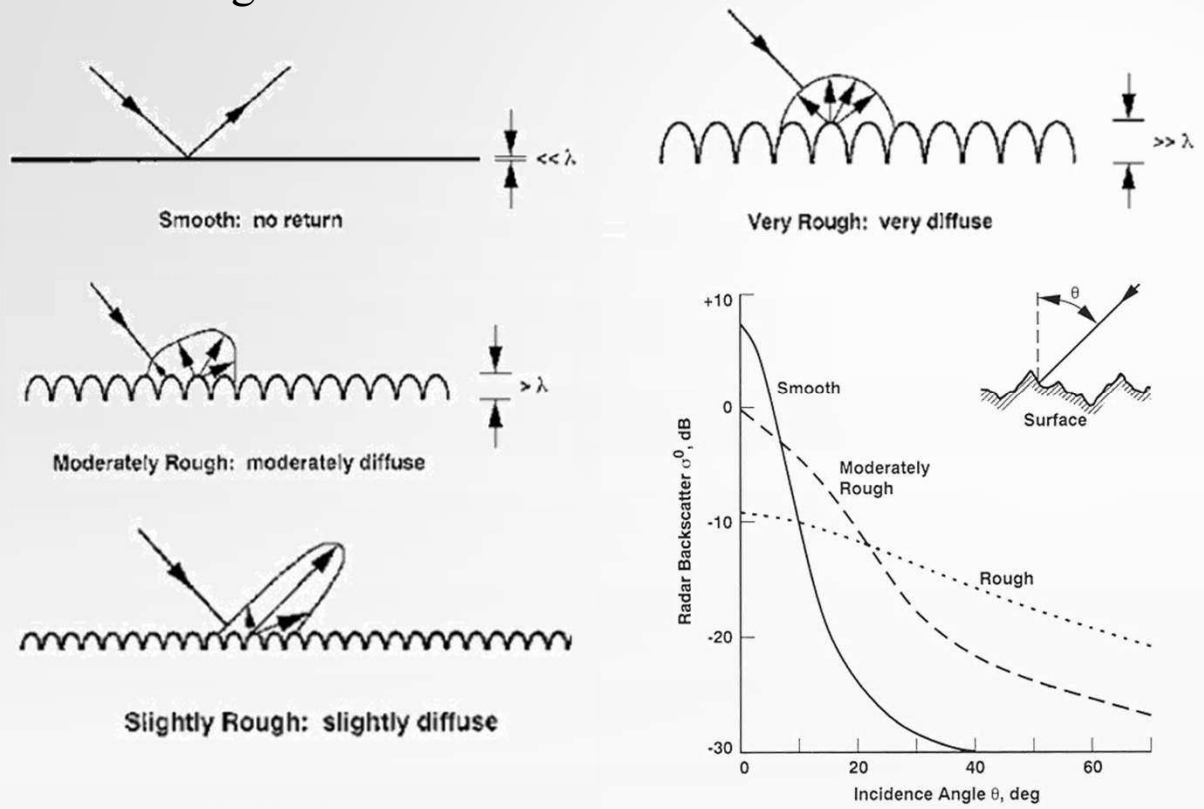 << λ
Smooth: no return
>> λ
Very Rough: very diffuse
> λ
Moderately Rough: moderately diffuse
Slightly Rough: slightly diffuse
+10
0
-10
-20
-30
Radar Backscatter σ⁰, dB
θ
Surface
Smooth
Moderately
Rough
Rough
0 20 40 60
Incidence Angle θ, deg